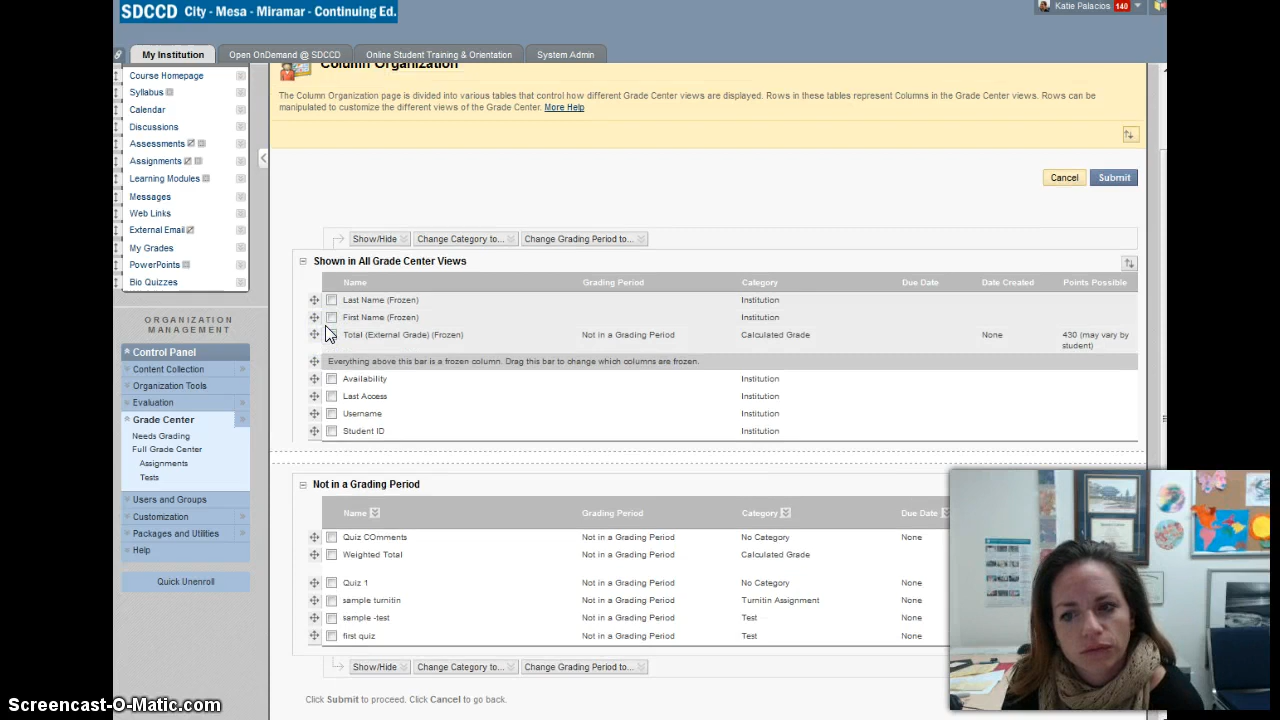 SDCCD City - Mesa - Miramar - Continuing Ed.
Katie Palacios 140
My Institution
Open OnDemand @ SDCCD
Online Student Training & Orientation
System Admin
Course Homepage
Syllabus
Calendar
Discussions
Assessments
Assignments
Learning Modules
Messages
Web Links
External Email
My Grades
PowerPoints
Bio Quizzes
ORGANIZATION
MANAGEMENT
Control Panel
Content Collection
Organization Tools
Evaluation
Grade Center
Needs Grading
Full Grade Center
Assignments
Tests
Users and Groups
Customization
Packages and Utilities
Help
Quick Unenroll
Column Organization
The Column Organization page is divided into various tables that control how different Grade Center views are displayed. Rows in these tables represent Columns in the Grade Center views. Rows can be
manipulated to customize the different views of the Grade Center. More Help
Cancel Submit
Show/Hide Change Category to... Change Grading Period to...
Shown in All Grade Center Views
Name Grading Period Category Due Date Date Created Points Possible
Last Name (Frozen) Institution
First Name (Frozen) Institution
Total (External Grade) (Frozen) Not in a Grading Period Calculated Grade None 430 (may vary by
student)
Everything above this bar is a frozen column. Drag this bar to change which columns are frozen.
Availability Institution
Last Access Institution
Username Institution
Student ID Institution
Not in a Grading Period
Name Grading Period Category Due Date
Quiz COmments Not in a Grading Period No Category None
Weighted Total Not in a Grading Period Calculated Grade
Quiz 1 Not in a Grading Period No Category None
sample turnitin Not in a Grading Period Turnitin Assignment None
sample -test Not in a Grading Period Test None
first quiz Not in a Grading Period Test None
Show/Hide Change Category to... Change Grading Period to...
Click Submit to proceed. Click Cancel to go back.
Screencast-O-Matic.com